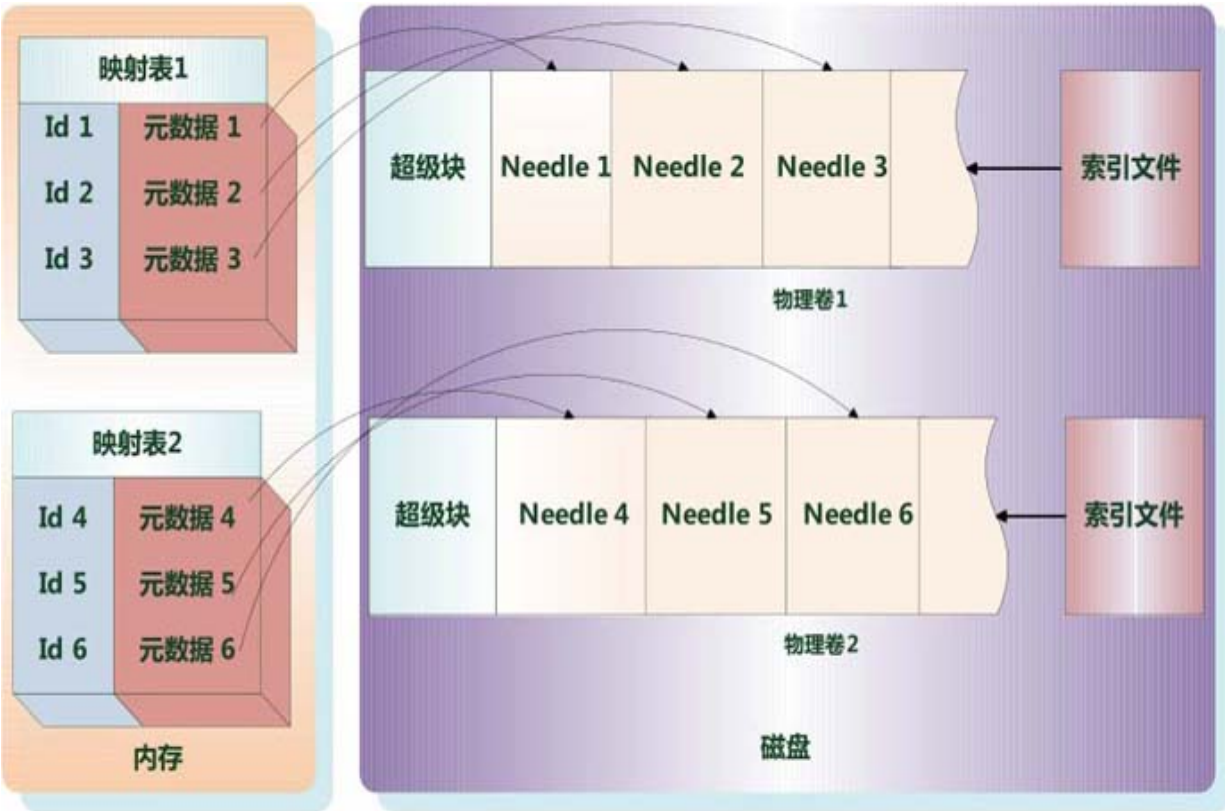 映射表1
Id 1 元数据 1
Id 2 元数据 2
Id 3 元数据 3
映射表2
Id 4 元数据 4
Id 5 元数据 5
Id 6 元数据 6
内存
超级块 Needle 1 Needle 2 Needle 3 索引文件
物理卷1
超级块 Needle 4 Needle 5 Needle 6 索引文件
物理卷2
磁盘